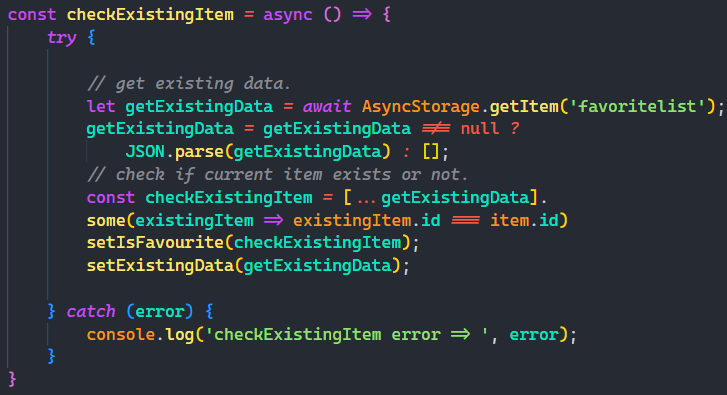 const checkExistingItem = async () => {
try {
// get existing data.
let getExistingData = await AsyncStorage.getItem('favoritelist');
getExistingData = getExistingData !== null ?
JSON.parse(getExistingData) : [];
// check if current item exists or not.
const checkExistingItem = [...getExistingData].
some(existingItem => existingItem.id === item.id)
setIsFavourite(checkExistingItem);
setExistingData(getExistingData);
} catch (error) {
console.log('checkExistingItem error => ', error);
}
}